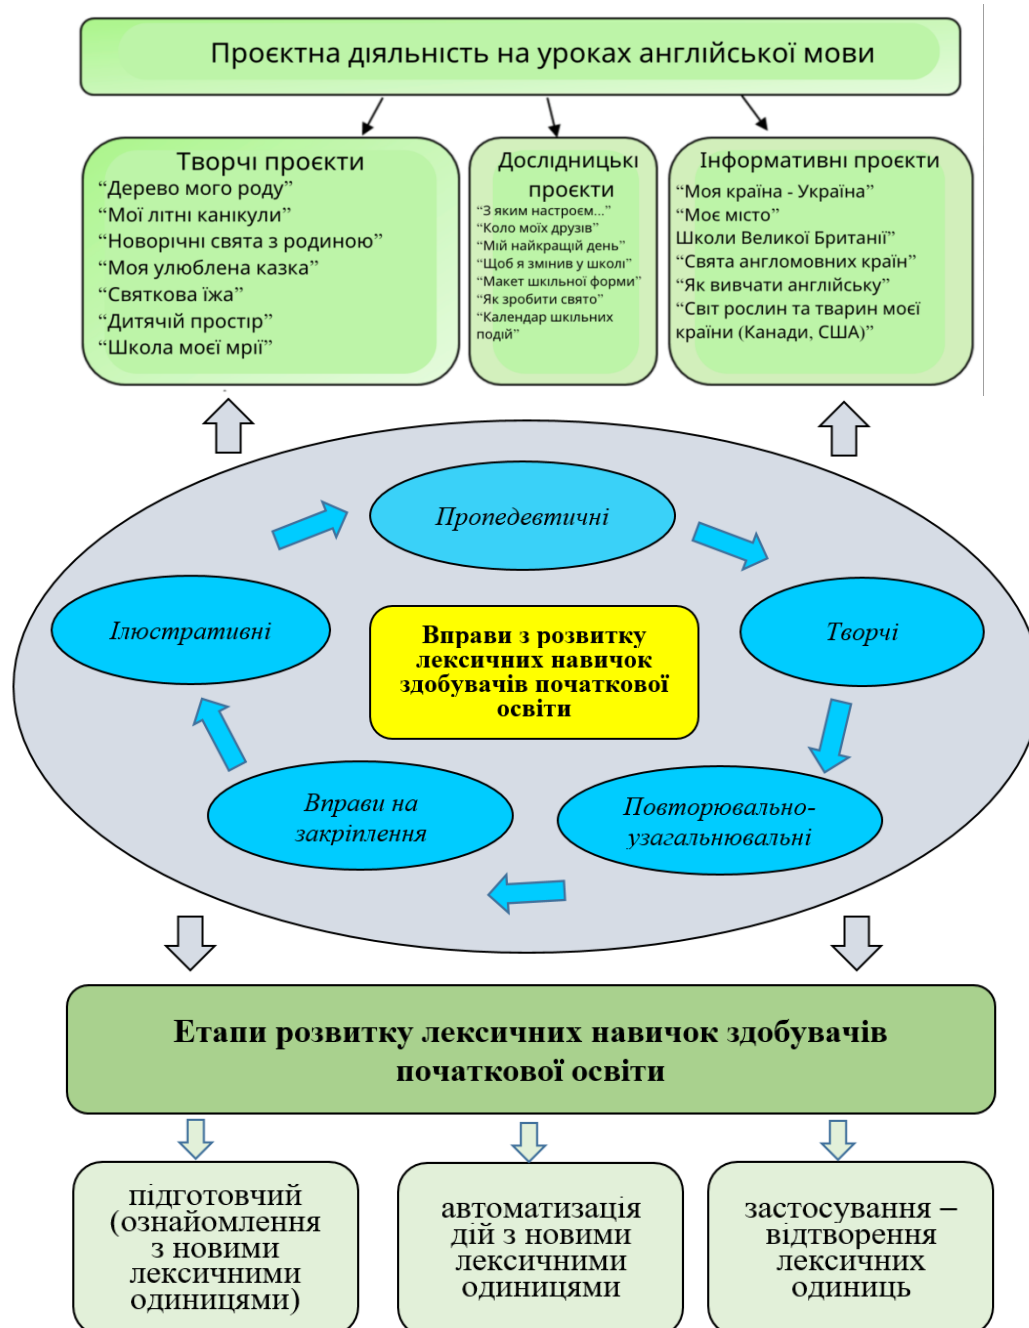 Проєктна діяльність на уроках англійської мови
Творчі проєкти
“Дерево мого роду”
“Мої літні канікули”
“Новорічні свята з родиною”
“Моя улюблена казка”
“Святкова їжа”
“Дитячій простір”
“Школа моєї мрії”
Дослідницькі
проєкти
“З яким настроєм...”
“Коло моїх друзів”
“Мій найкращій день”
“Щоб я змінив у школі”
“Макет шкільної форми”
“Як зробити свято”
“Календар шкільних
подій”
Інформативні проєкти
“Моя країна - Україна”
“Моє місто”
Школи Великої Британії”
“Свята англомовних країн”
“Як вивчати англійську”
“Світ рослин та тварин моєї
країни (Канади, США)”
Пропедевтичні
Ілюстративні
Творчі
Вправи з розвитку
лексичних навичок
здобувачів початкової
освіти
Вправи на
закріплення
Повторювально-
узагальнювальні
Етапи розвитку лексичних навичок здобувачів
початкової освіти
підготовчий
(ознайомлення
з новими
лексичними
одиницями)
автоматизація
дій з новими
лексичними
одиницями
застосування –
відтворення
лексичних
одиниць